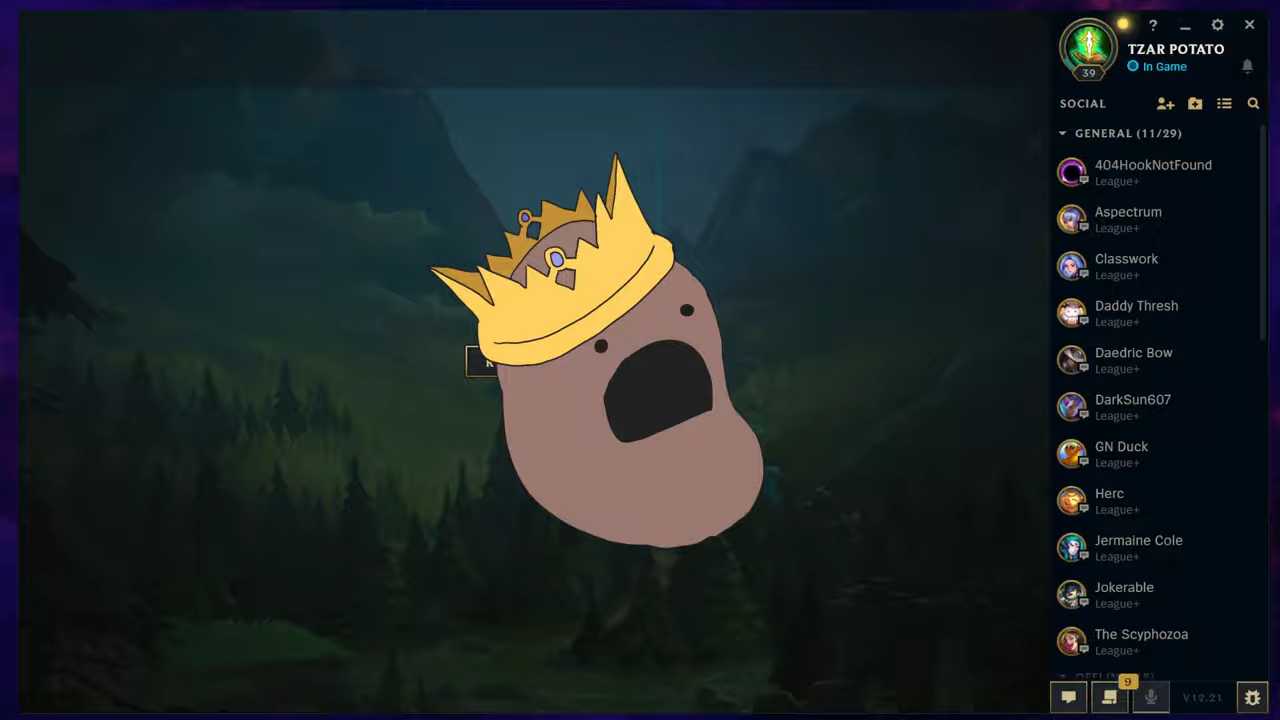 ?
39
TZAR POTATO
In Game
SOCIAL
GENERAL (11/29)
404HookNotFound
League+
Aspectrum
League+
Classwork
League+
Daddy Thresh
League+
Daedric Bow
League+
DarkSun607
League+
GN Duck
League+
Herc
League+
Jermaine Cole
League+
Jokerable
League+
The Scyphozoa
League+
9
V12.21